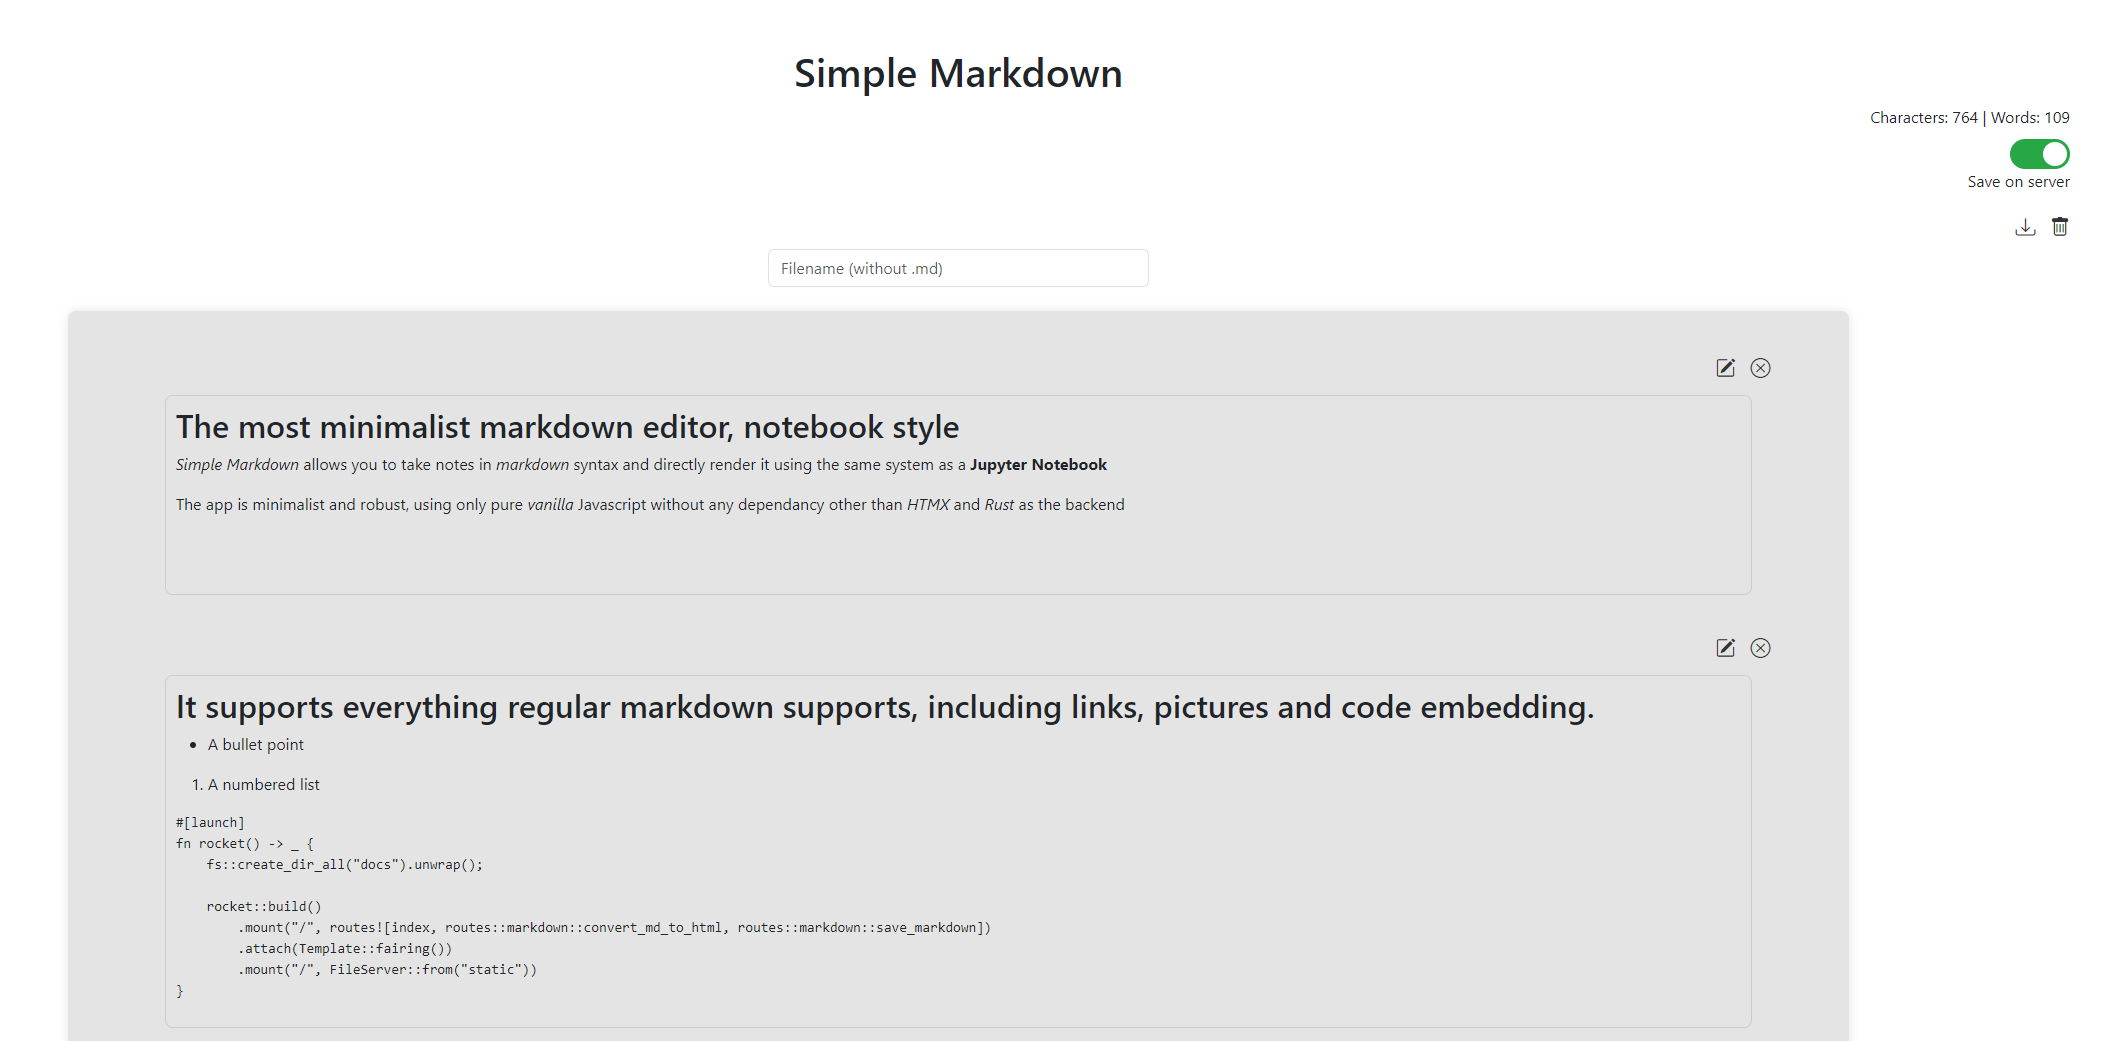 Simple Markdown
Characters: 764 | Words: 109
Save on server
Filename (without .md)
The most minimalist markdown editor, notebook style
Simple Markdown allows you to take notes in markdown syntax and directly render it using the same system as a Jupyter Notebook
The app is minimalist and robust, using only pure vanilla Javascript without any dependancy other than HTMX and Rust as the backend
It supports everything regular markdown supports, including links, pictures and code embedding.
• A bullet point
1. A numbered list
#[launch]
fn rocket() -> _ {
    fs::create_dir_all("docs").unwrap();
    rocket::build()
        .mount("/", routes![index, routes::markdown::convert_md_to_html, routes::markdown::save_markdown])
        .attach(Template::fairing())
        .mount("/", FileServer::from("static"))
}